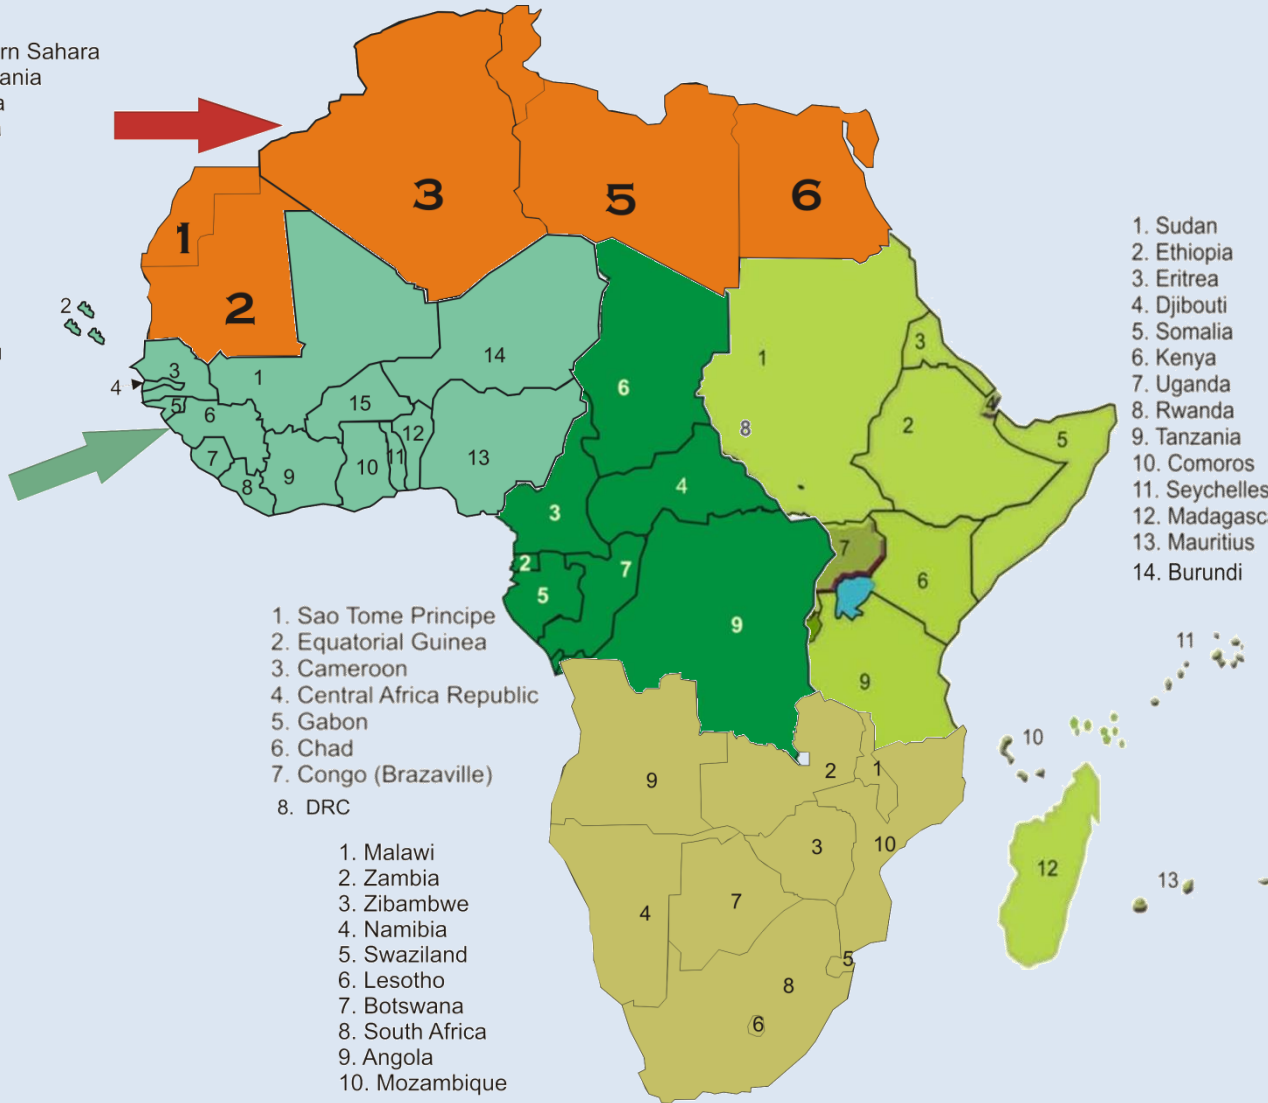 rn Sahara
ania
a
3
5
6
1
2
2
3
4
5
6
1
14
15
7
8
9
10
11
12
13
6
4
3
2
5
7
9
1
8
3
4
2
5
7
6
9
11
10
12
13
9
2
1
3
10
4
7
5
8
6
1. Sudan
2. Ethiopia
3. Eritrea
4. Djibouti
5. Somalia
6. Kenya
7. Uganda
8. Rwanda
9. Tanzania
10. Comoros
11. Seychelles
12. Madagasc
13. Mauritius
14. Burundi
1. Sao Tome Principe
2. Equatorial Guinea
3. Cameroon
4. Central Africa Republic
5. Gabon
6. Chad
7. Congo (Brazaville)
8. DRC
1. Malawi
2. Zambia
3. Zibambwe
4. Namibia
5. Swaziland
6. Lesotho
7. Botswana
8. South Africa
9. Angola
10. Mozambique